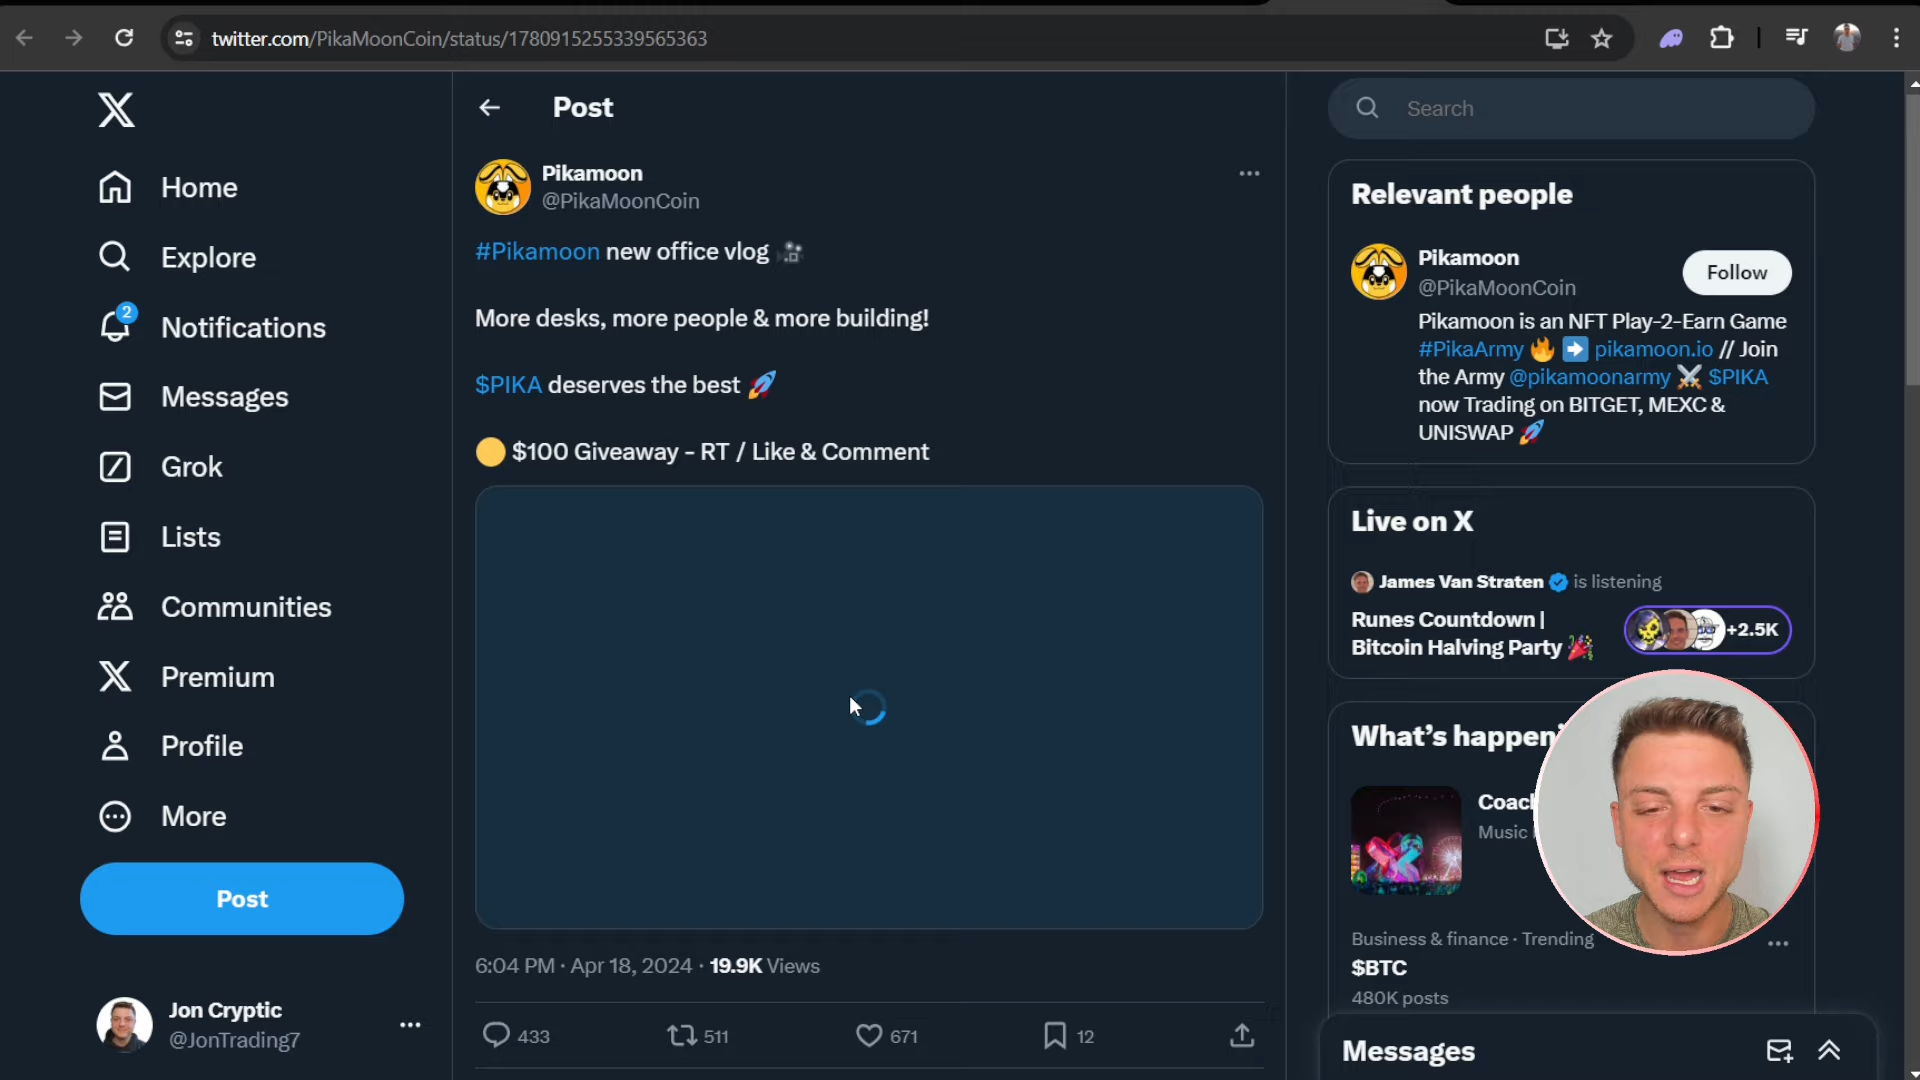 twitter.com/PikaMoonCoin/status/1780915255339565363
Home
Explore
2
Notifications
Messages
Grok
Lists
Communities
Premium
Profile
More
Post
Jon Cryptic
@JonTrading7
Post
Pikamoon
@PikaMoonCoin
#Pikamoon new office vlog 🎥
More desks, more people & more building!
$PIKA deserves the best 🚀
🟡 $100 Giveaway - RT / Like & Comment
6:04 PM · Apr 18, 2024 · 19.9K Views
433
511
671
12
Search
Relevant people
Pikamoon
@PikaMoonCoin
Follow
Pikamoon is an NFT Play-2-Earn Game
#PikaArmy 🔥 ➡️ pikamoon.io // Join
the Army @pikamoonarmy ⚔️ $PIKA
now Trading on BITGET, MEXC &
UNISWAP 🚀
Live on X
James Van Straten is listening
Runes Countdown |
Bitcoin Halving Party 🎉
+2.5K
What's happeni
Coach
Music
Business & finance · Trending
$BTC
480K posts
Messages